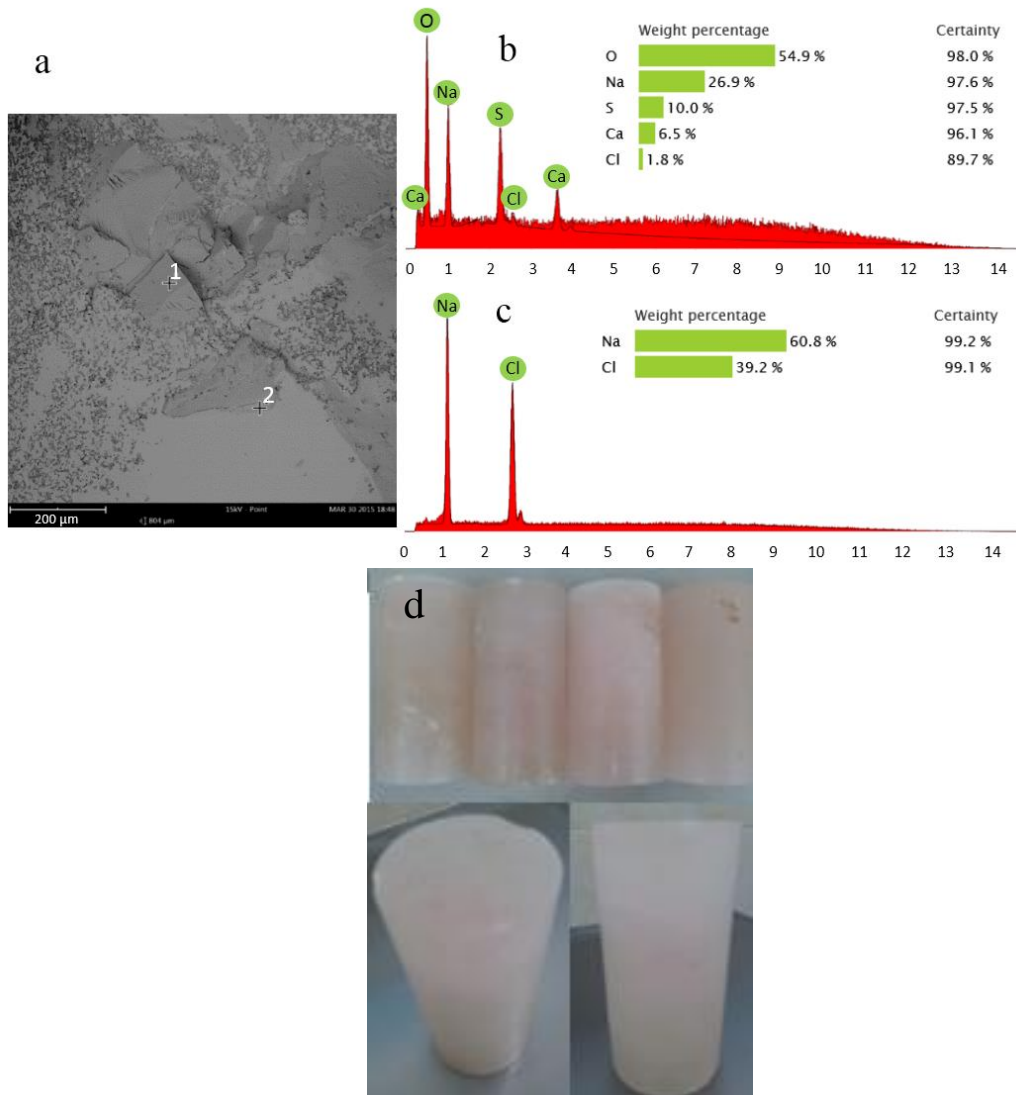 a
1
2
200 µm
804 µm
15kV - Point
MAR 30 2015 18:48
b
O
Na
S
Ca
Cl
Ca
Weight percentage Certainty
O 54.9 % 98.0 %
Na 26.9 % 97.6 %
S 10.0 % 97.5 %
Ca 6.5 % 96.1 %
Cl 1.8 % 89.7 %
0 1 2 3 4 5 6 7 8 9 10 11 12 13 14
c
Na
Cl
Weight percentage Certainty
Na 60.8 % 99.2 %
Cl 39.2 % 99.1 %
0 1 2 3 4 5 6 7 8 9 10 11 12 13 14
d